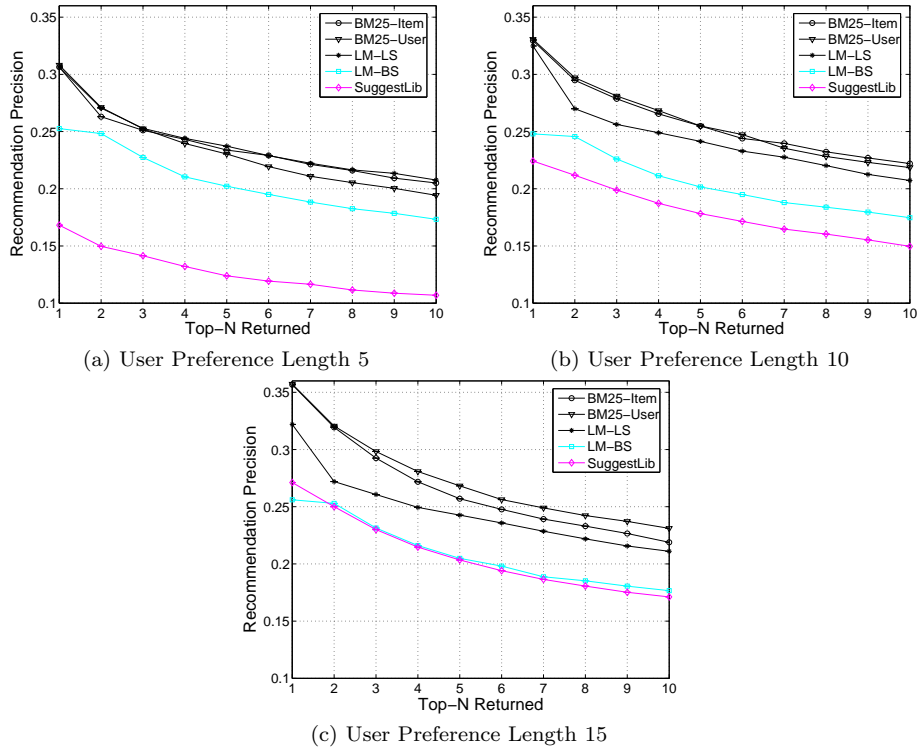 0.35
0.3
0.25
0.2
0.15
0.1
Recommendation Precision
1 2 3 4 5 6 7 8 9 10
Top−N Returned
BM25−Item
BM25−User
LM−LS
LM−BS
SuggestLib
(a) User Preference Length 5
0.35
0.3
0.25
0.2
0.15
0.1
Recommendation Precision
1 2 3 4 5 6 7 8 9 10
Top−N Returned
BM25−Item
BM25−User
LM−LS
LM−BS
SuggestLib
(b) User Preference Length 10
0.35
0.3
0.25
0.2
0.15
0.1
Recommendation Precision
1 2 3 4 5 6 7 8 9 10
Top−N Returned
BM25−Item
BM25−User
LM−LS
LM−BS
SuggestLib
(c) User Preference Length 15